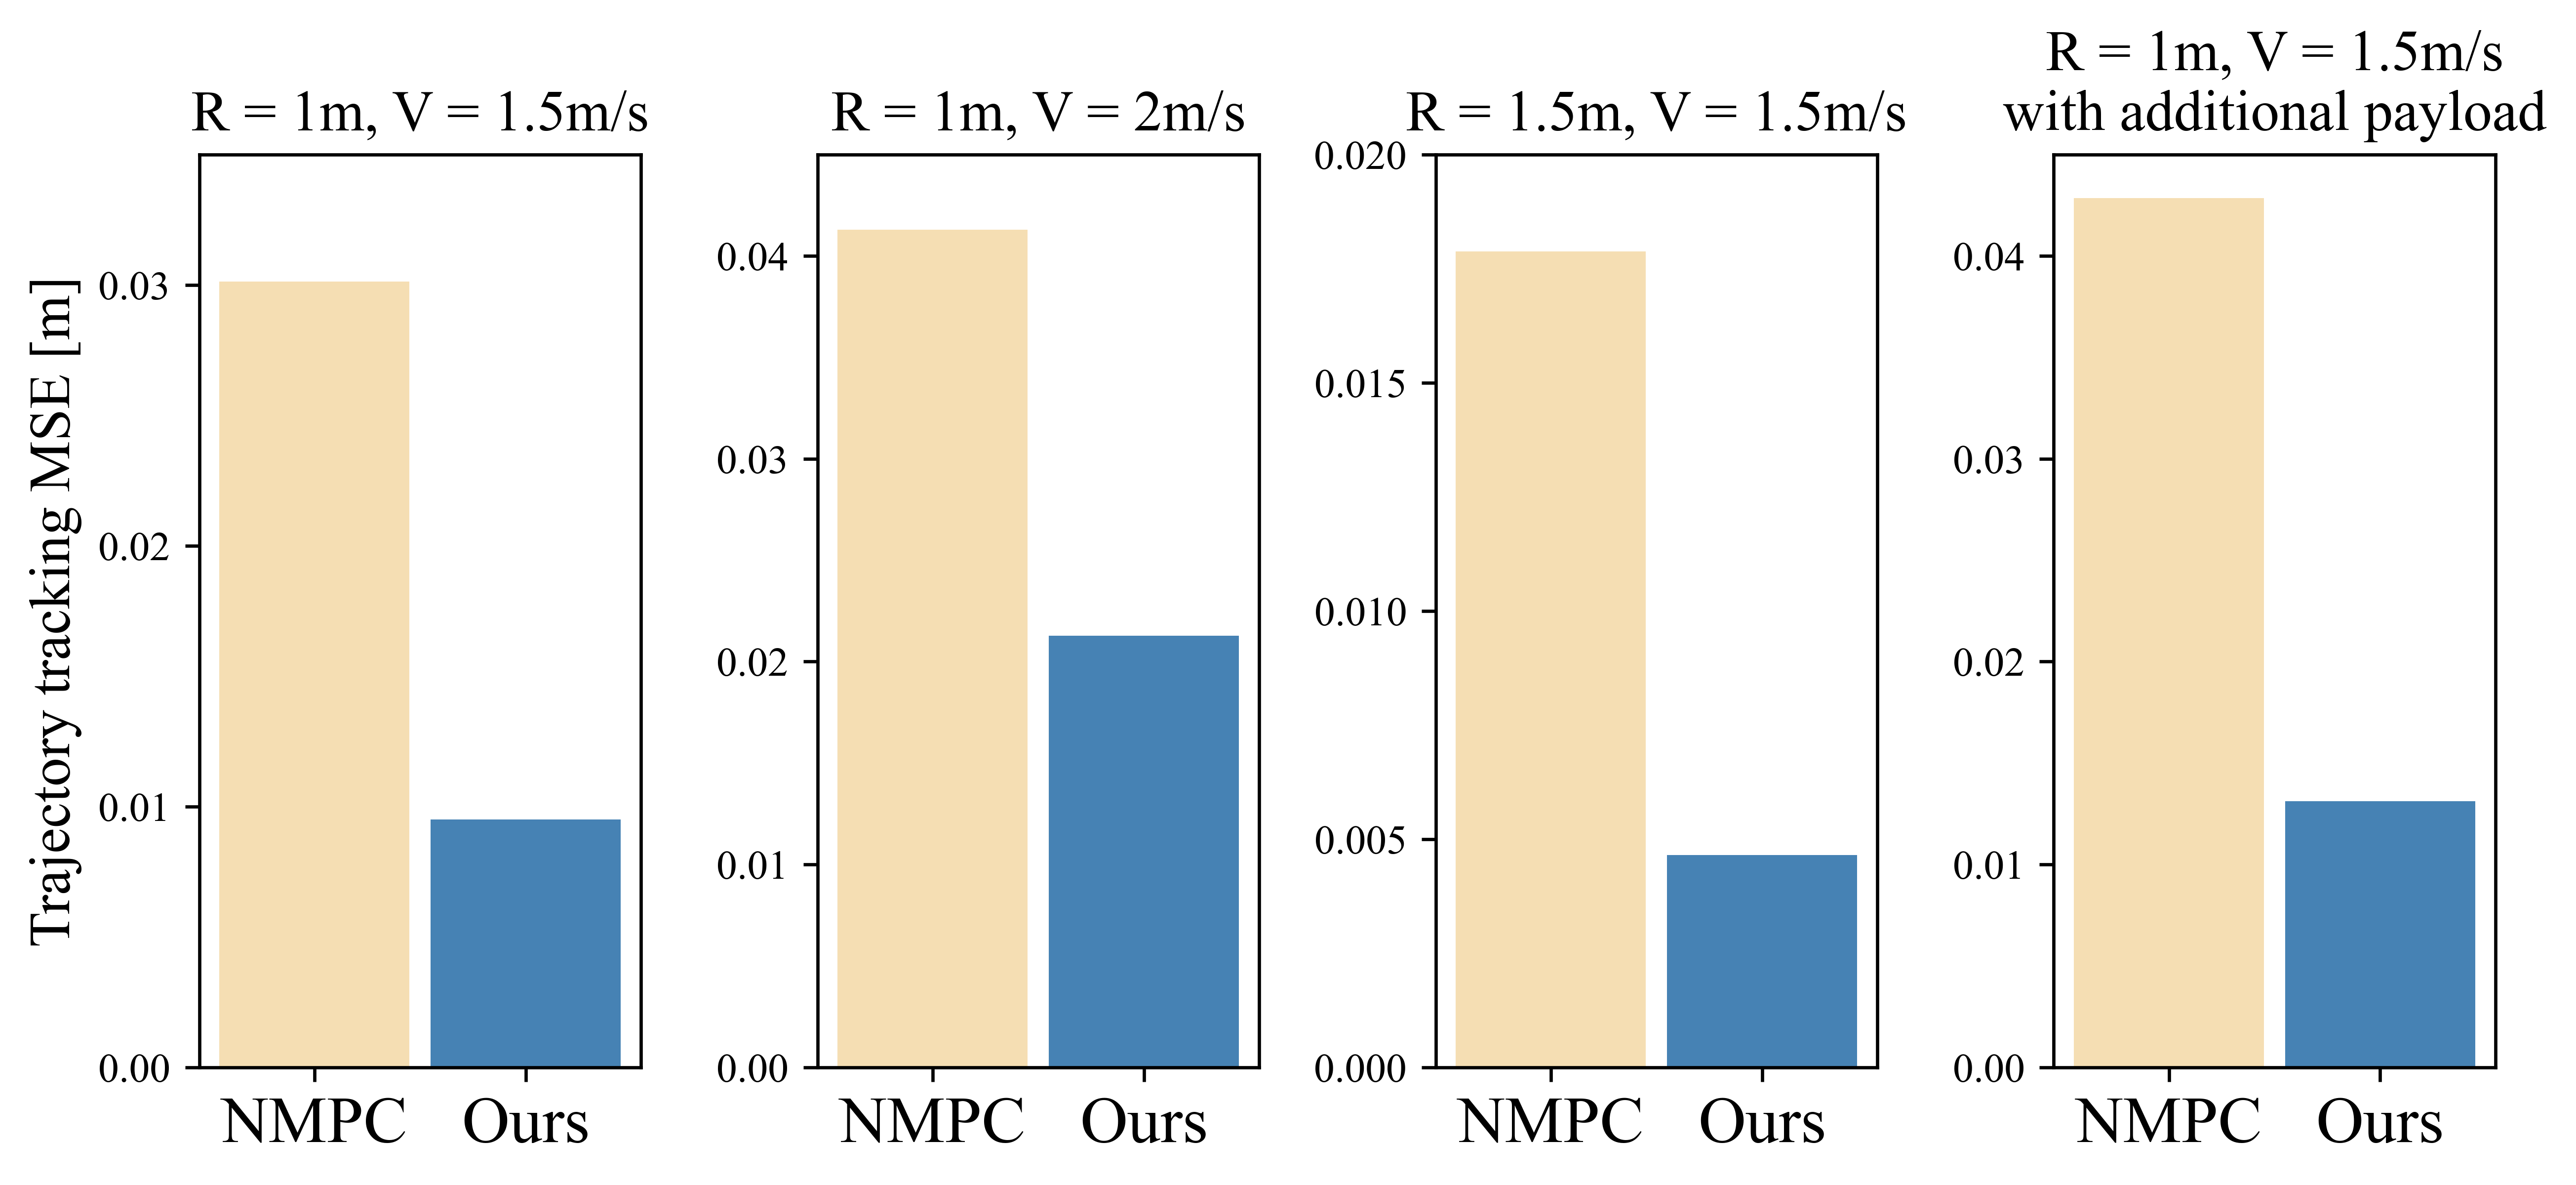 R = 1m, V = 1.5m/s
Trajectory tracking MSE [m]
0.03
0.02
0.01
0.00
NMPC
Ours
R = 1m, V = 2m/s
0.04
0.03
0.02
0.01
0.00
NMPC
Ours
R = 1.5m, V = 1.5m/s
0.020
0.015
0.010
0.005
0.000
NMPC
Ours
R = 1m, V = 1.5m/s
with additional payload
0.04
0.03
0.02
0.01
0.00
NMPC
Ours